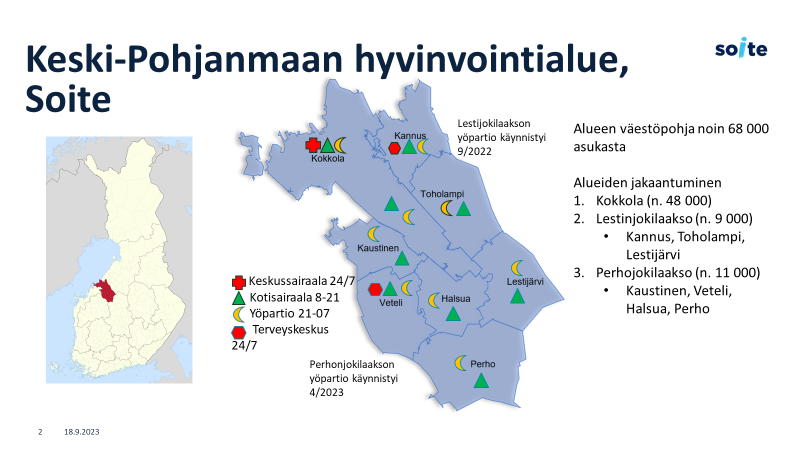 Keski-Pohjanmaan hyvinvointialue,
Soite
soite
Lestijokilaakson
yöpartio käynnistyi
9/2022
Kannus
Kokkola
Toholampi
Kaustinen
Lestijärvi
Halsua
Veteli
Perho
Keskussairaala 24/7
Kotisairaala 8-21
Yöpartio 21-07
Terveyskeskus
24/7
Perhonjokilaakson
yöpartio käynnistyi
4/2023
Alueen väestöpohja noin 68 000
asukasta
Alueiden jakaantuminen
1. Kokkola (n. 48 000)
2. Lestinjokilaakso (n. 9 000)
• Kannus, Toholampi,
Lestijärvi
3. Perhojokilaakso (n. 11 000)
• Kaustinen, Veteli,
Halsua, Perho
2 18.9.2023